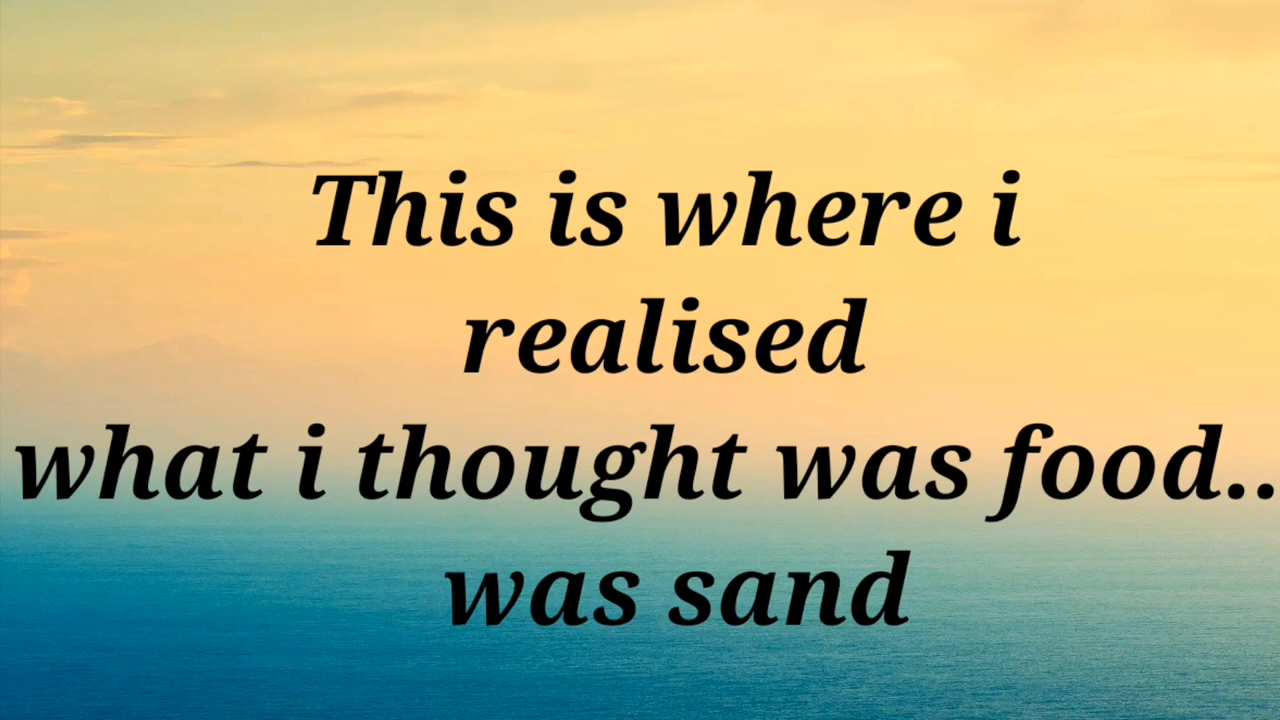 This is where i
realised
what i thought was food..
was sand